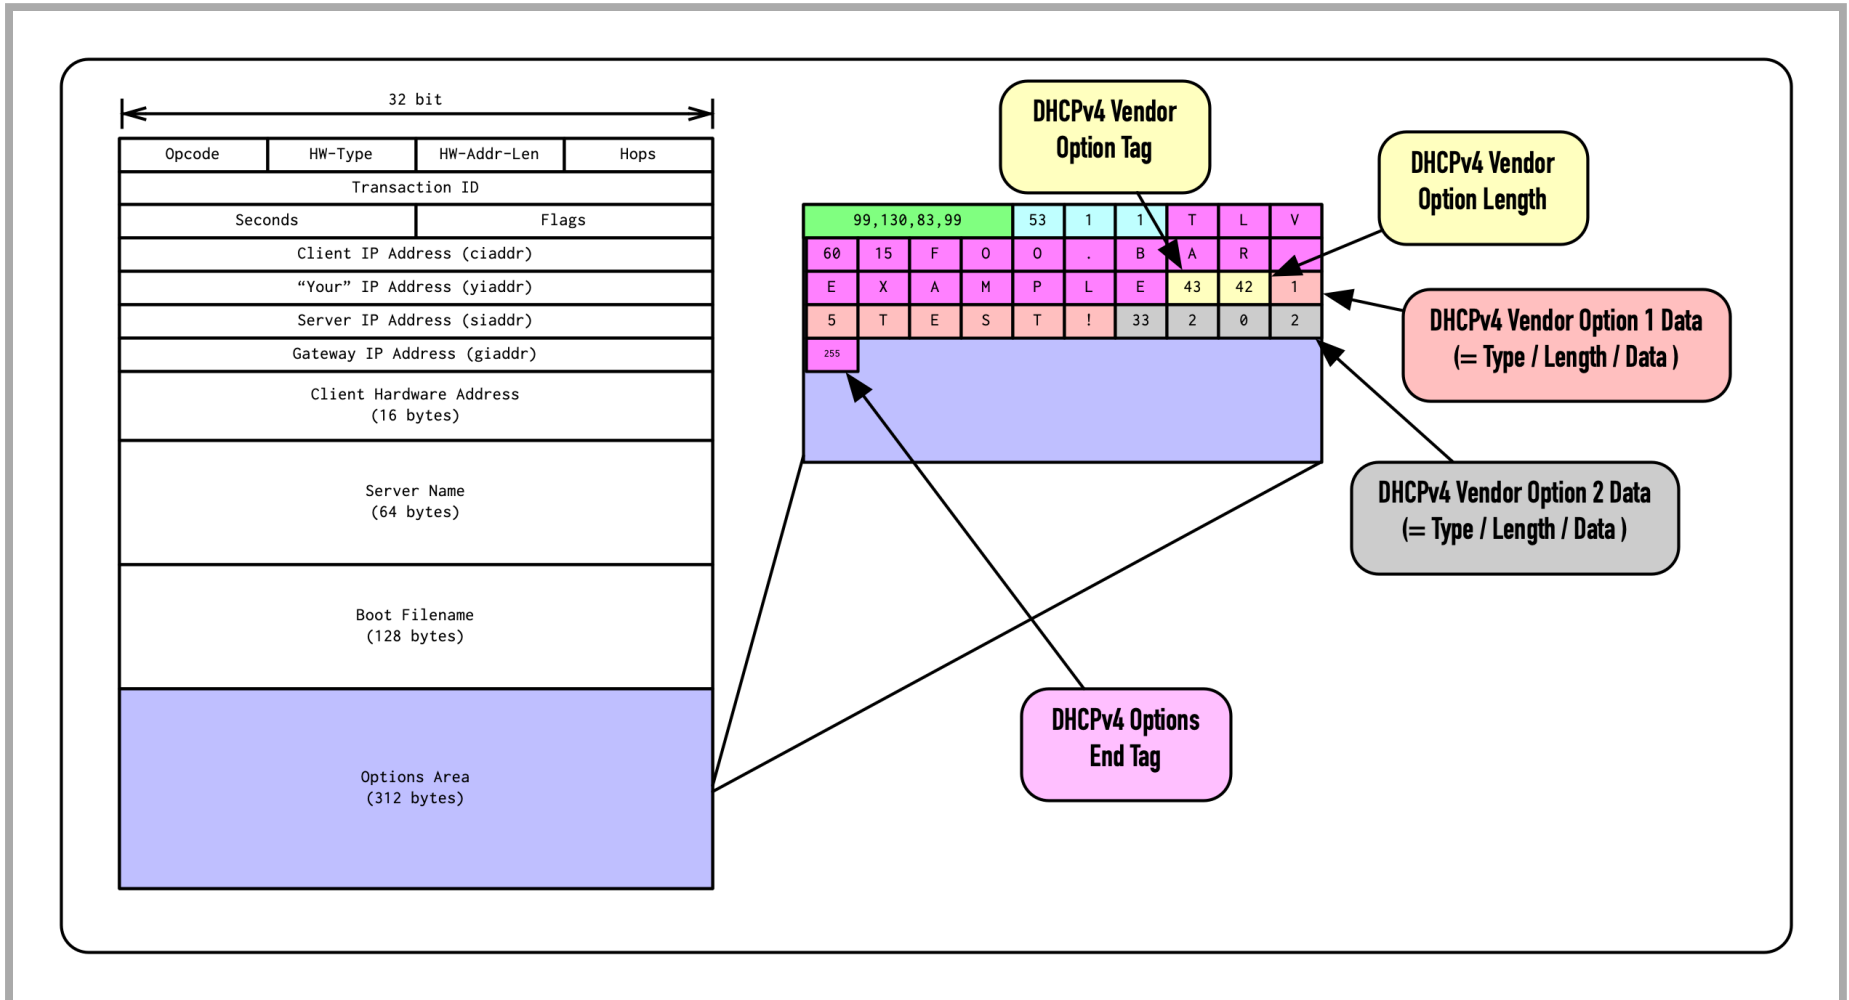 32 bit
Opcode HW-Type HW-Addr-Len Hops
Transaction ID
Seconds Flags
Client IP Address (ciaddr)
“Your” IP Address (yiaddr)
Server IP Address (siaddr)
Gateway IP Address (giaddr)
Client Hardware Address
(16 bytes)
Server Name
(64 bytes)
Boot Filename
(128 bytes)
Options Area
(312 bytes)
DHCPv4 Vendor
Option Tag
DHCPv4 Vendor
Option Length
99,130,83,99 53 1 1 T L V
60 15 F O O . B A R
E X A M P L E 43 42 1
5 T E S T ! 33 2 0 2
255
DHCPv4 Vendor Option 1 Data
(= Type / Length / Data )
DHCPv4 Vendor Option 2 Data
(= Type / Length / Data )
DHCPv4 Options
End Tag